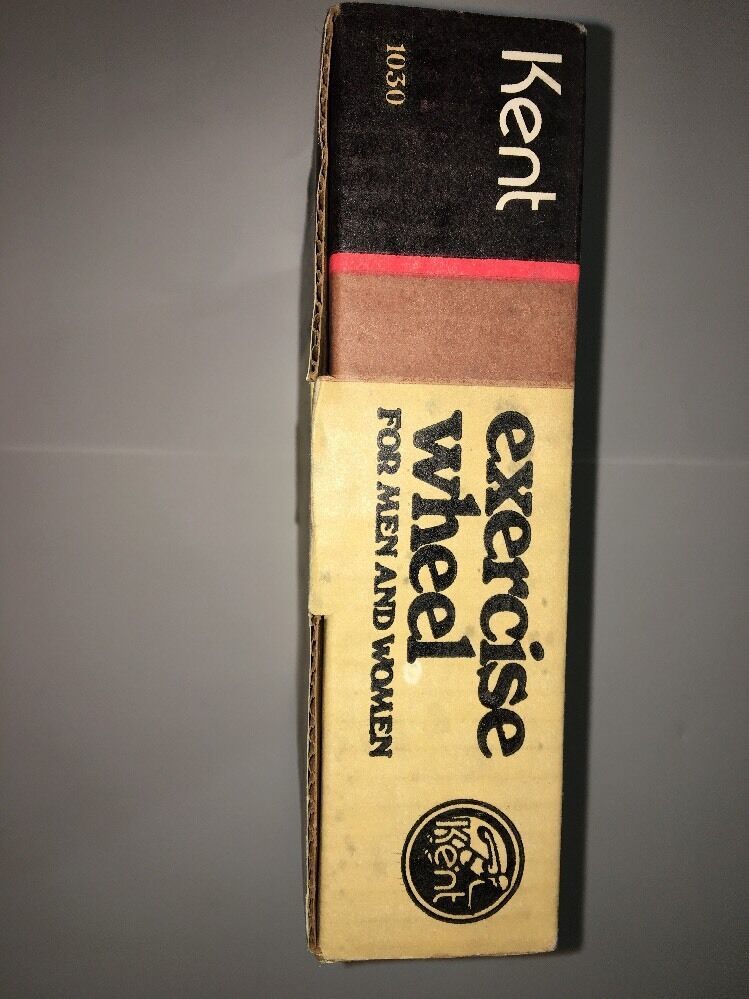 Kent
1030
exercise
wheel
FOR MEN AND WOMEN
Kent